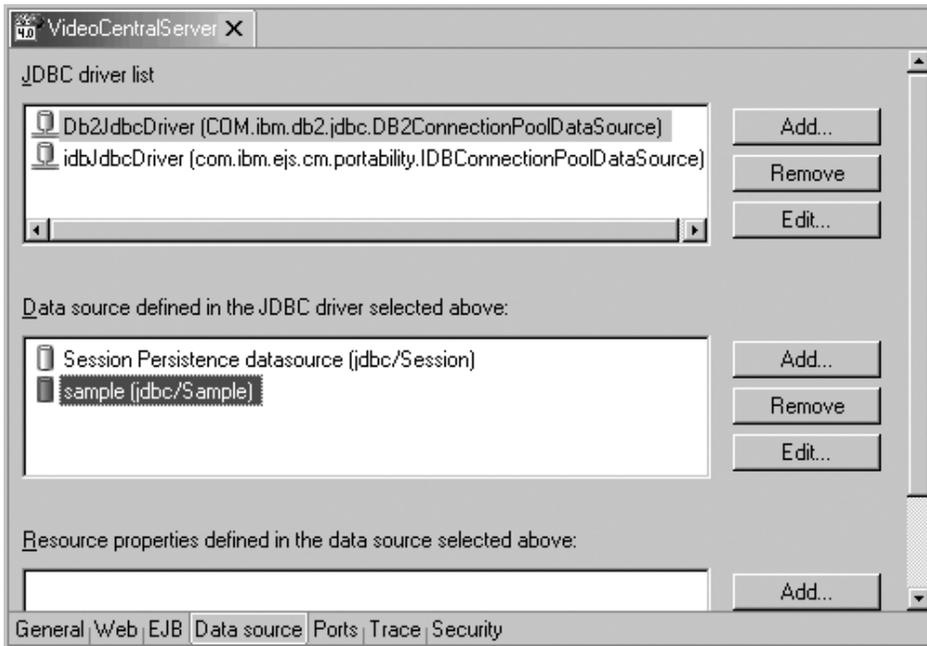 4.0 VideoCentralServer X
JDBC driver list
Db2JdbcDriver (COM.ibm.db2.jdbc.DB2ConnectionPoolDataSource)
Add...
idbJdbcDriver (com.ibm.ejs.cm.portability.IDBConnectionPoolDataSource)
Remove
Edit...
Data source defined in the JDBC driver selected above:
Session Persistence datasource (jdbc/Session)
Add...
sample (jdbc/Sample)
Remove
Edit...
Resource properties defined in the data source selected above:
Add...
General Web EJB Data source Ports Trace Security